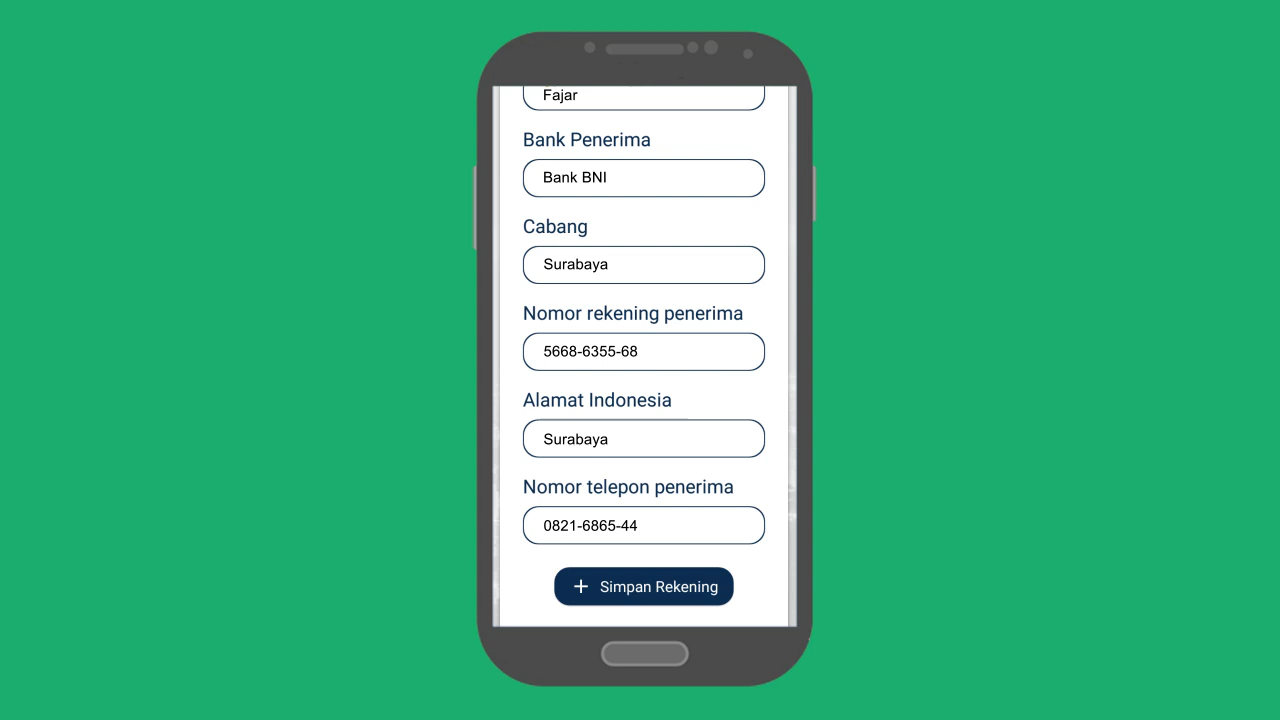 Fajar
Bank Penerima
Bank BNI
Cabang
Surabaya
Nomor rekening penerima
5668-6355-68
Alamat Indonesia
Surabaya
Nomor telepon penerima
0821-6865-44
+ Simpan Rekening